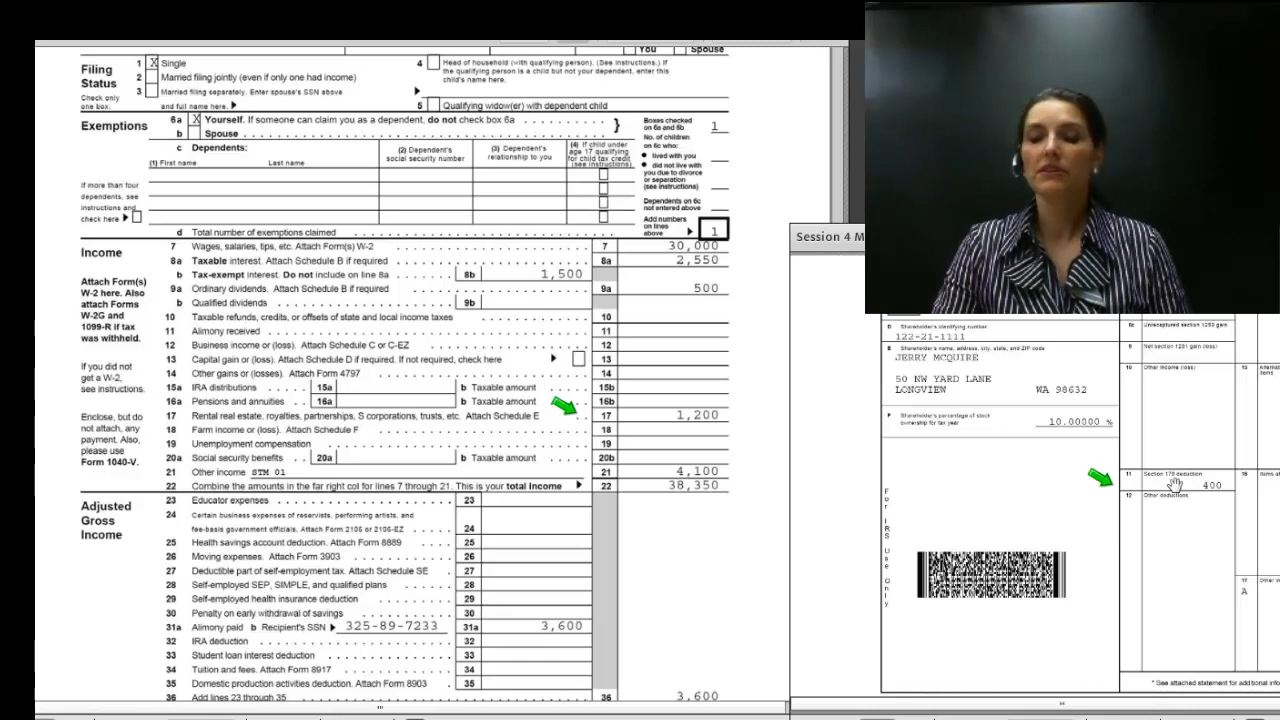 You Spouse
Filing Status
Check only one box.
1 X Single
2 Married filing jointly (even if only one had income)
3 Married filing separately. Enter spouse's SSN above
and full name here.
4 Head of household (with qualifying person). (See instructions.) If
the qualifying person is a child but not your dependent, enter this
child's name here.
5 Qualifying widow(er) with dependent child
Exemptions
6a X Yourself. If someone can claim you as a dependent, do not check box 6a
b Spouse
c Dependents:
(1) First name Last name
(2) Dependent's
social security number
(3) Dependent's
relationship to you
(4) If child under
age 17 qualifying
for child tax credit
(see instructions)
If more than four
dependents, see
instructions and
check here
Boxes checked
on 6a and 6b 1
No. of children
on 6c who:
● lived with you
● did not live with
you due to divorce
or separation
(see instructions)
Dependents on 6c
not entered above
Add numbers
on lines
above 1
d Total number of exemptions claimed
Income
7 Wages, salaries, tips, etc. Attach Form(s) W-2 7 30,000
8a Taxable interest. Attach Schedule B if required 8a 2,550
b Tax-exempt interest. Do not include on line 8a 8b 1,500
9a Ordinary dividends. Attach Schedule B if required 9a 500
b Qualified dividends 9b
10 Taxable refunds, credits, or offsets of state and local income taxes 10
11 Alimony received 11
12 Business income or (loss). Attach Schedule C or C-EZ 12
13 Capital gain or (loss). Attach Schedule D if required. If not required, check here 13
14 Other gains or (losses). Attach Form 4797 14
15a IRA distributions 15a b Taxable amount 15b
16a Pensions and annuities 16a b Taxable amount 16b
17 Rental real estate, royalties, partnerships, S corporations, trusts, etc. Attach Schedule E 17 1,200
18 Farm income or (loss). Attach Schedule F 18
19 Unemployment compensation 19
20a Social security benefits 20a b Taxable amount 20b
21 Other income STM 01 21 4,100
22 Combine the amounts in the far right col for lines 7 through 21. This is your total income 22 38,350
Attach Form(s)
W-2 here. Also
attach Forms
W-2G and
1099-R if tax
was withheld.
If you did not
get a W-2,
see instructions.
Enclose, but do
not attach, any
payment. Also,
please use
Form 1040-V.
Adjusted
Gross
Income
23 Educator expenses 23
24 Certain business expenses of reservists, performing artists, and
fee-basis government officials. Attach Form 2106 or 2106-EZ 24
25 Health savings account deduction. Attach Form 8889 25
26 Moving expenses. Attach Form 3903 26
27 Deductible part of self-employment tax. Attach Schedule SE 27
28 Self-employed SEP, SIMPLE, and qualified plans 28
29 Self-employed health insurance deduction 29
30 Penalty on early withdrawal of savings 30
31a Alimony paid b Recipient's SSN 325-89-7233 31a 3,600
32 IRA deduction 32
33 Student loan interest deduction 33
34 Tuition and fees. Attach Form 8917 34
35 Domestic production activities deduction. Attach Form 8903 35
36 Add lines 23 through 35 36 3,600
Session 4 M
D Shareholder's identifying number
122-21-1111
E Shareholder's name, address, city, state, and ZIP code
JERRY MCQUIRE
50 NW YARD LANE
LONGVIEW WA 98632
F Shareholder's percentage of stock
ownership for tax year 10.00000 %
For IRS Use Only
8c Unrecaptured section 1250 gain
9 Net section 1231 gain (loss)
10 Other income (loss)
15
11 Section 179 deduction 400
12 Other deductions
16
17
A
* See attached statement for additional info